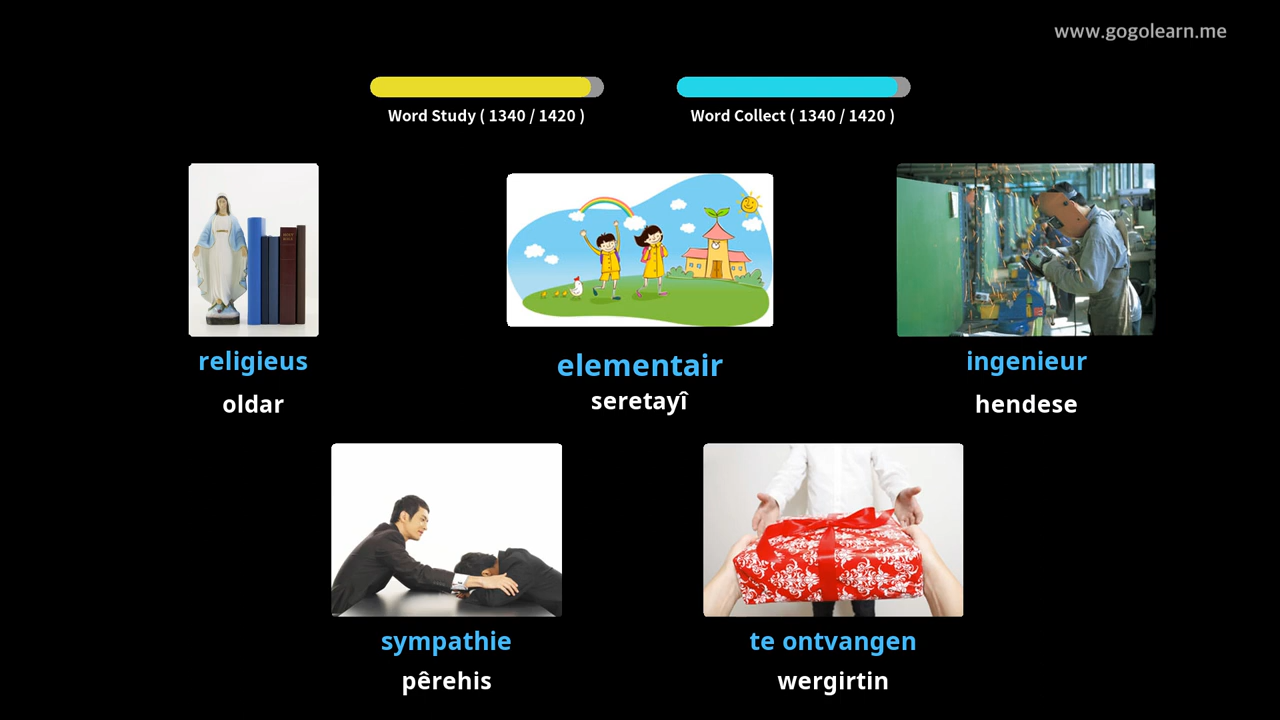 www.gogolearn.me
Word Study ( 1340 / 1420 )
Word Collect ( 1340 / 1420 )
religieus
oldar
elementair
seretayî
ingenieur
hendese
sympathie
pêrehis
te ontvangen
wergirtin